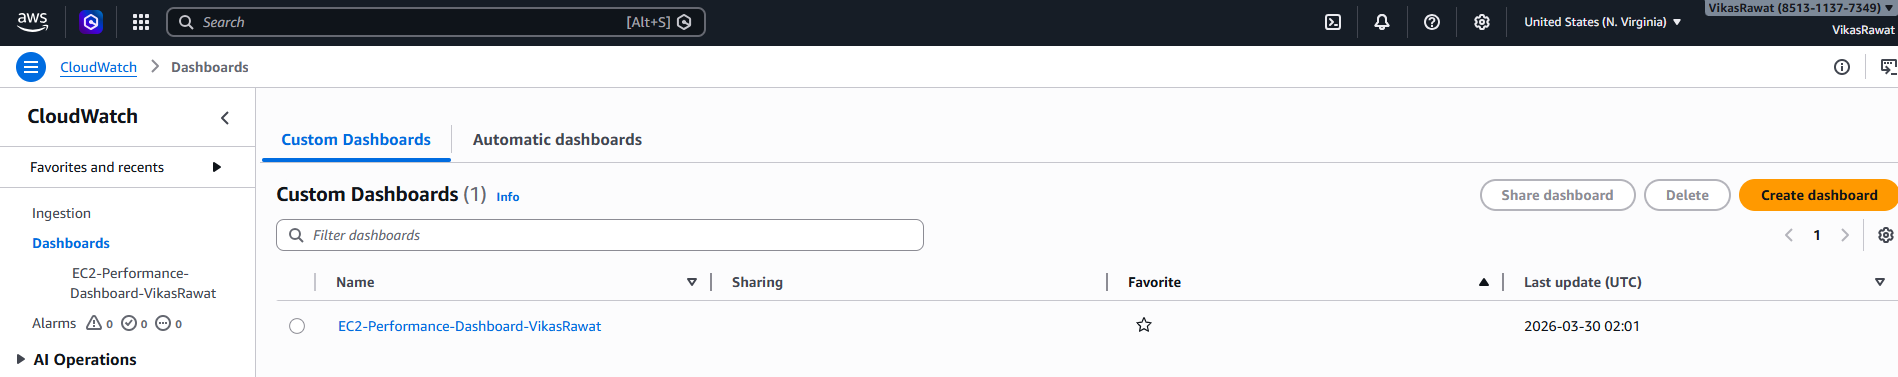 aws Search [Alt+S] United States (N. Virginia) VikasRawat (8513-1137-7349)
VikasRawat
CloudWatch Dashboards
CloudWatch
Favorites and recents
Ingestion
Dashboards
EC2-Performance-
Dashboard-VikasRawat
Alarms 0 0 0
AI Operations
Custom Dashboards Automatic dashboards
Custom Dashboards (1) Info Share dashboard Delete Create dashboard
Filter dashboards 1
Name Sharing Favorite Last update (UTC)
EC2-Performance-Dashboard-VikasRawat 2026-03-30 02:01